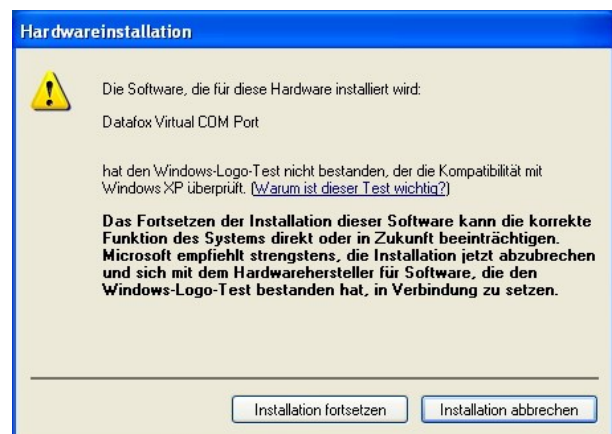 Hardwareinstallation
Die Software, die für diese Hardware installiert wird:
Datafox Virtual COM Port
hat den Windows-Logo-Test nicht bestanden, der die Kompatibilität mit
Windows XP überprüft. (Warum ist dieser Test wichtig?)
Das Fortsetzen der Installation dieser Software kann die korrekte
Funktion des Systems direkt oder in Zukunft beeinträchtigen.
Microsoft empfiehlt strengstens, die Installation jetzt abzubrechen
und sich mit dem Hardwarehersteller für Software, die den
Windows-Logo-Test bestanden hat, in Verbindung zu setzen.
Installation fortsetzen
Installation abbrechen